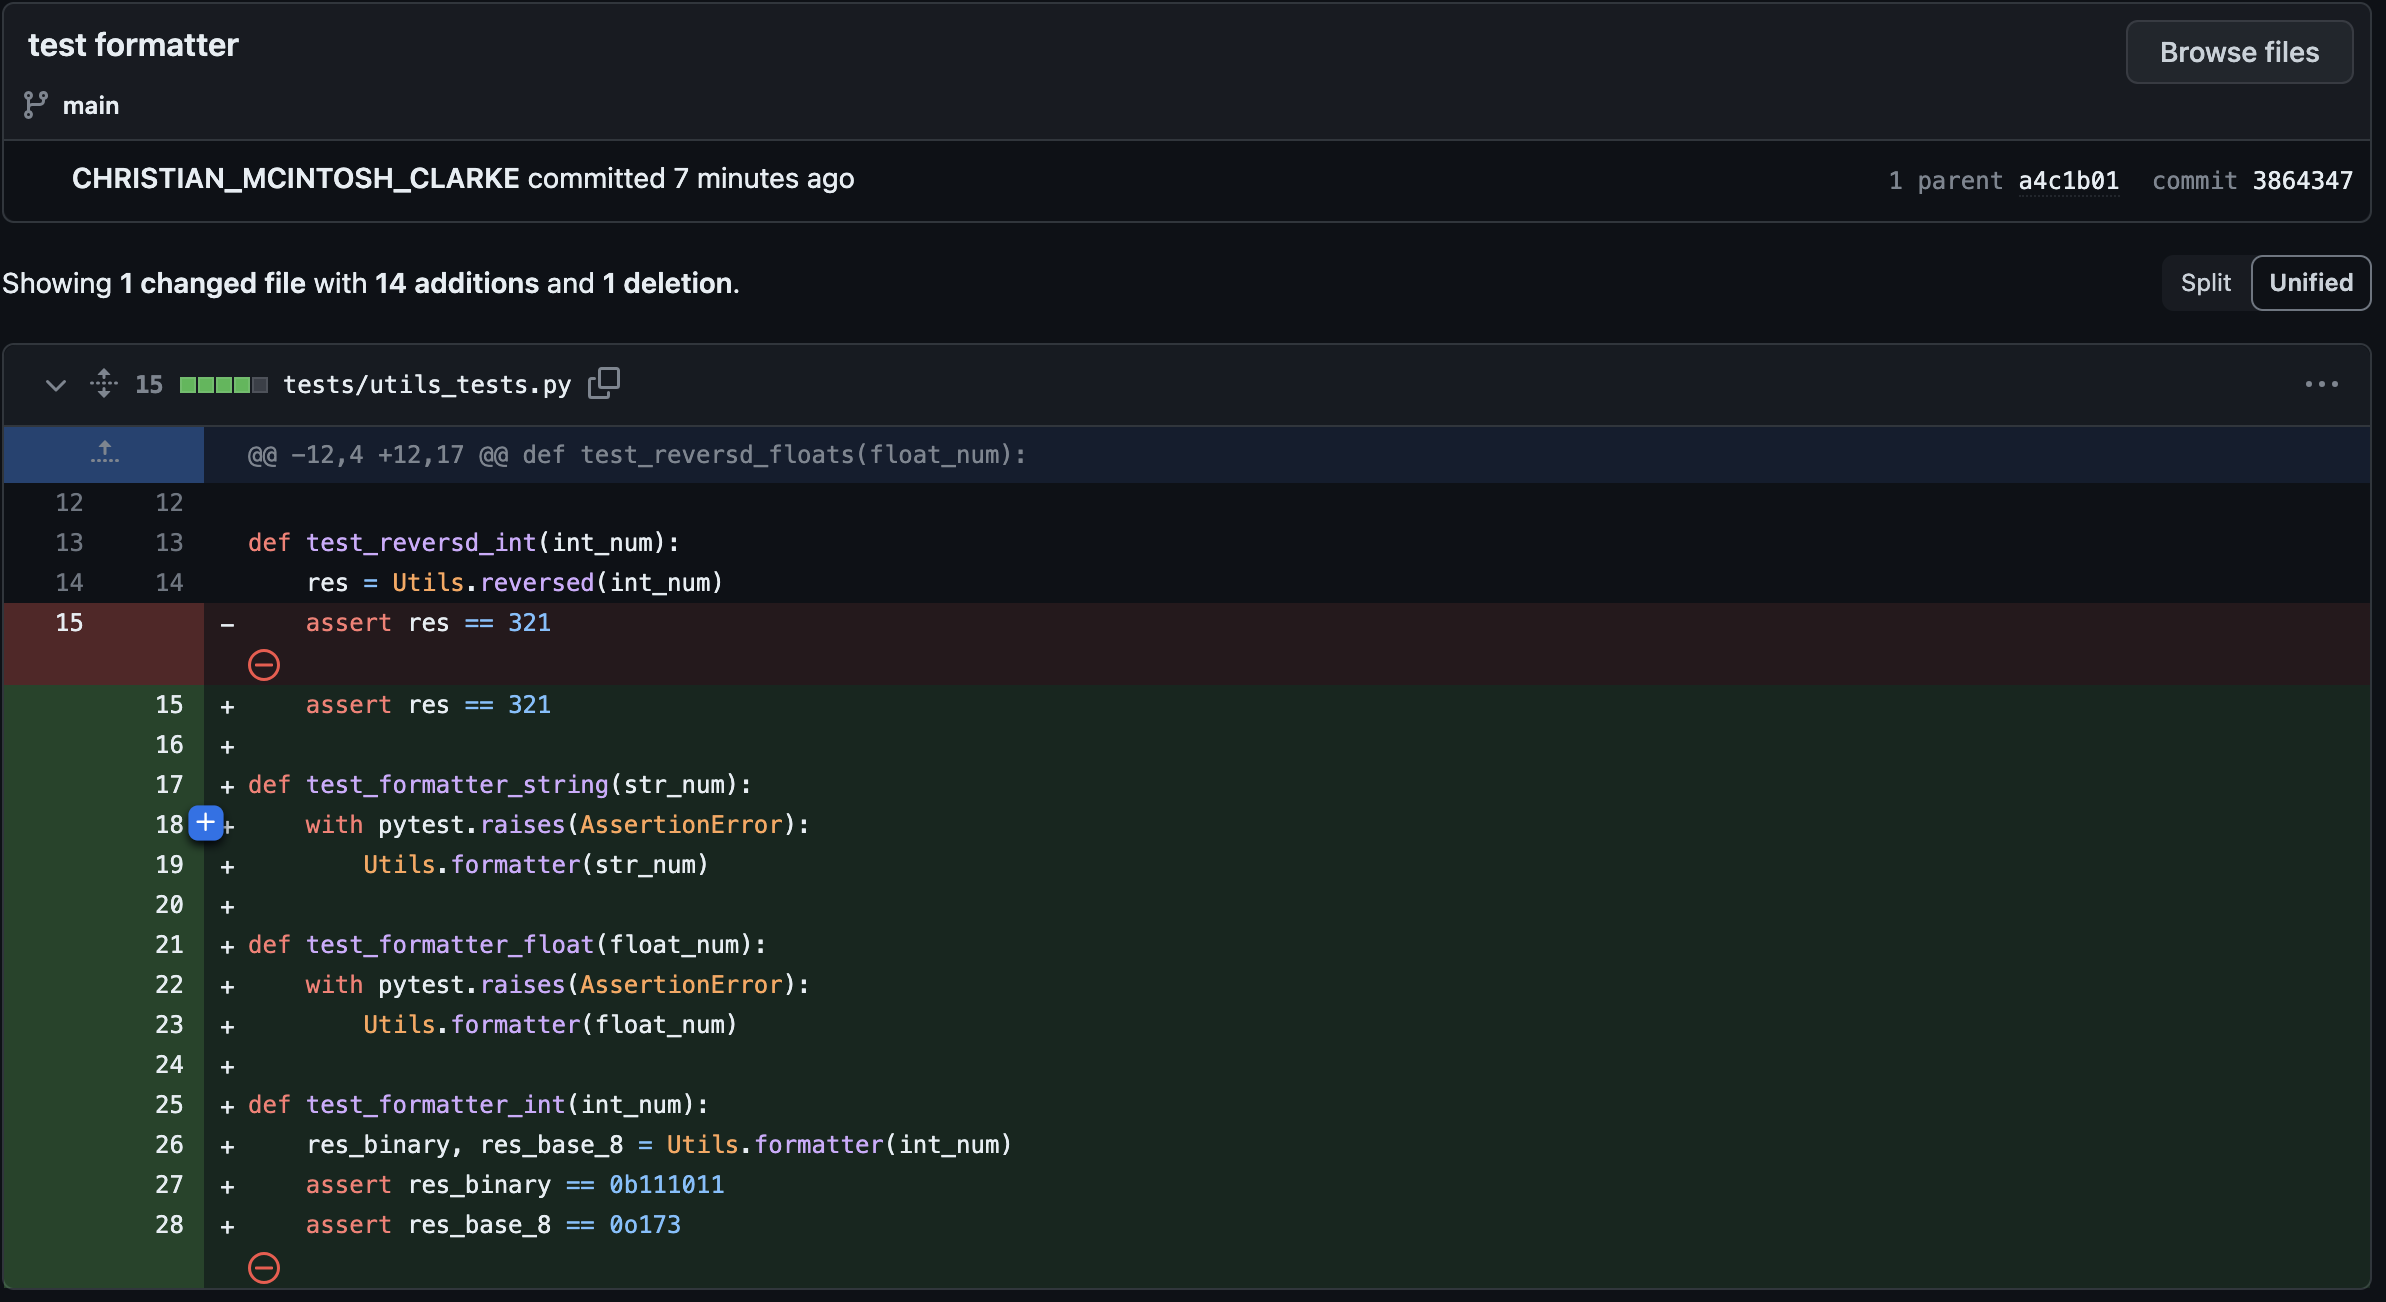 test formatter
Browse files
main
CHRISTIAN_MCINTOSH_CLARKE committed 7 minutes ago
1 parent a4c1b01 commit 3864347
Showing 1 changed file with 14 additions and 1 deletion.
Split Unified
15 tests/utils_tests.py
@@ -12,4 +12,17 @@ def test_reversd_floats(float_num):
12 12
13 13 def test_reversd_int(int_num):
14 14     res = Utils.reversed(int_num)
15 -     assert res == 321
15 +     assert res == 321
16 +
17 + def test_formatter_string(str_num):
18 +     with pytest.raises(AssertionError):
19 +         Utils.formatter(str_num)
20 +
21 + def test_formatter_float(float_num):
22 +     with pytest.raises(AssertionError):
23 +         Utils.formatter(float_num)
24 +
25 + def test_formatter_int(int_num):
26 +     res_binary, res_base_8 = Utils.formatter(int_num)
27 +     assert res_binary == 0b111011
28 +     assert res_base_8 == 0o173